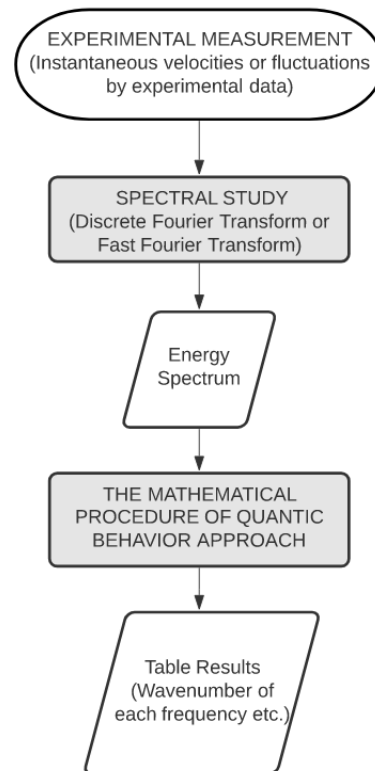 EXPERIMENTAL MEASUREMENT
(Instantaneous velocities or fluctuations
by experimental data)
SPECTRAL STUDY
(Discrete Fourier Transform or
Fast Fourier Transform)
Energy
Spectrum
THE MATHEMATICAL
PROCEDURE OF QUANTIC
BEHAVIOR APPROACH
Table Results
(Wavenumber of
each frequency etc.)